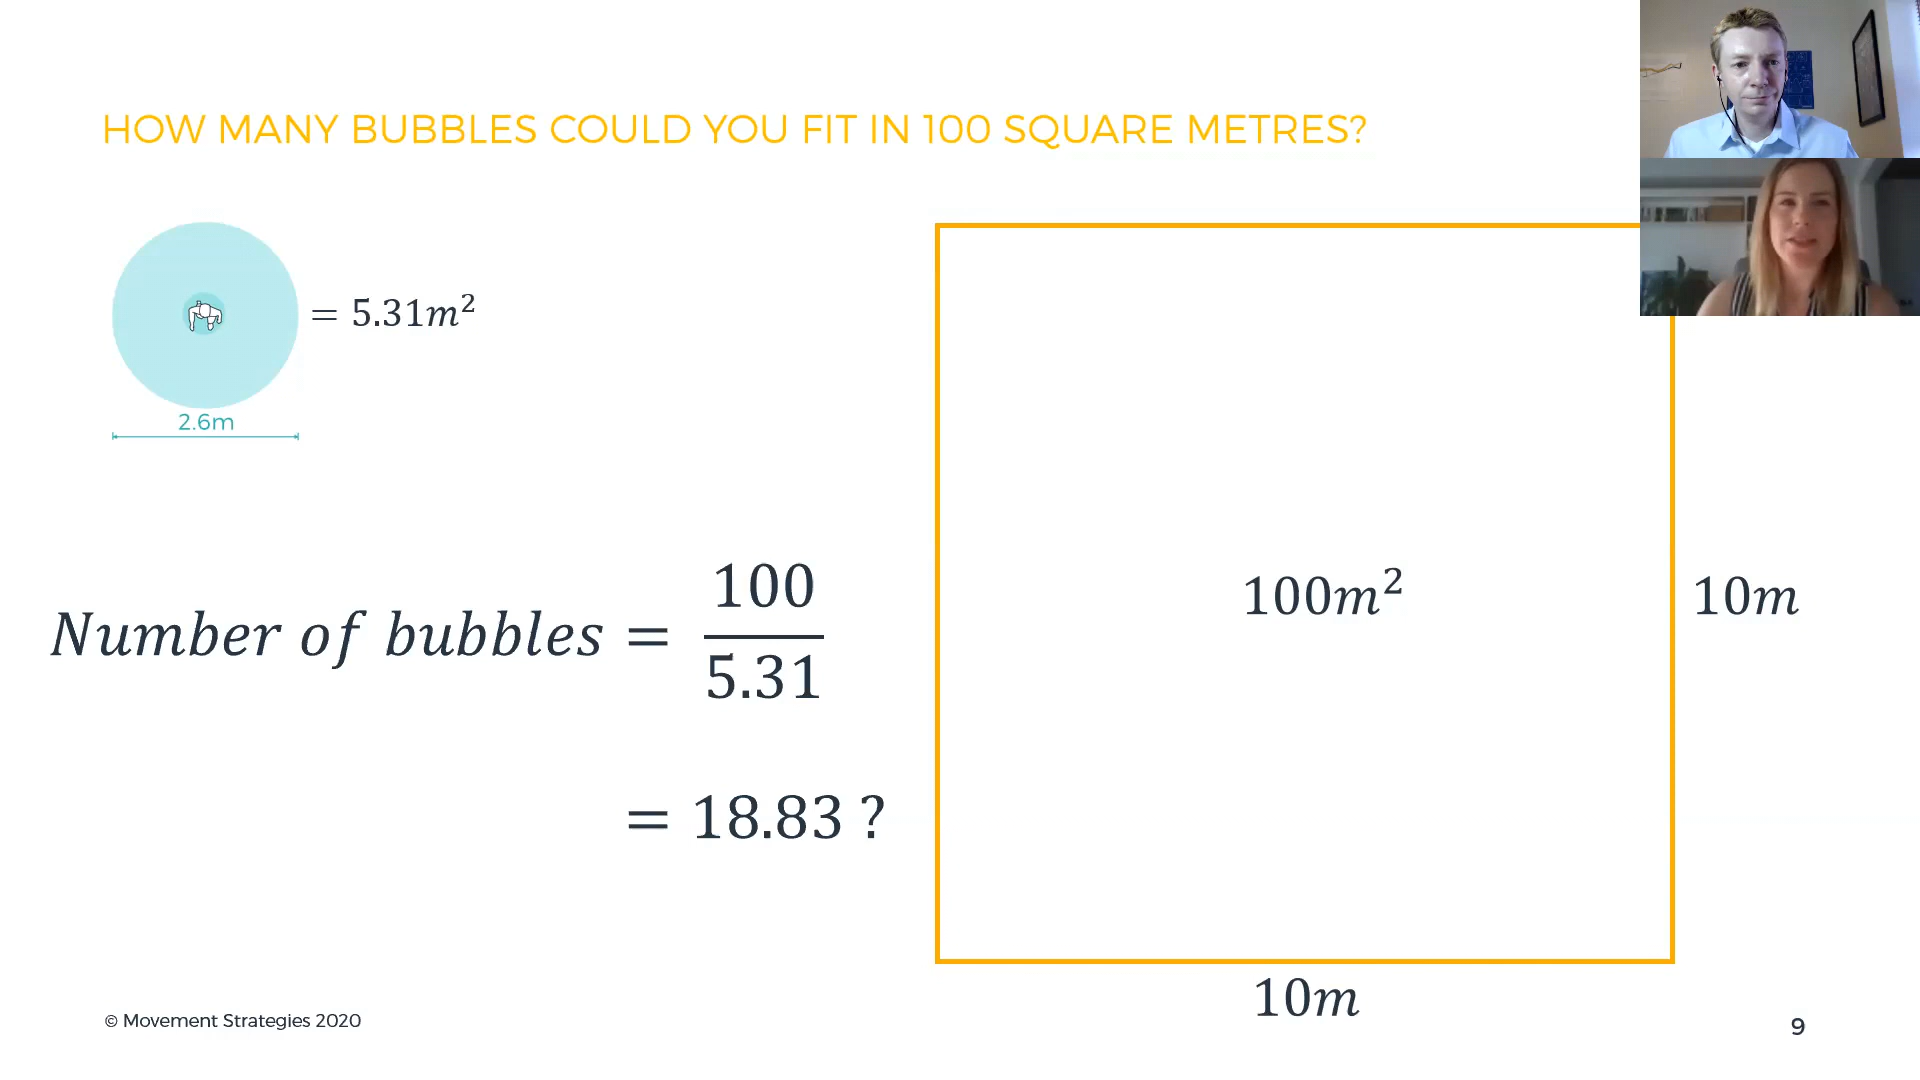 HOW MANY BUBBLES COULD YOU FIT IN 100 SQUARE METRES?
= 5.31m²
2.6m
Number of bubbles = 100/5.31
= 18.83 ?
100m²
10m
10m
© Movement Strategies 2020
9